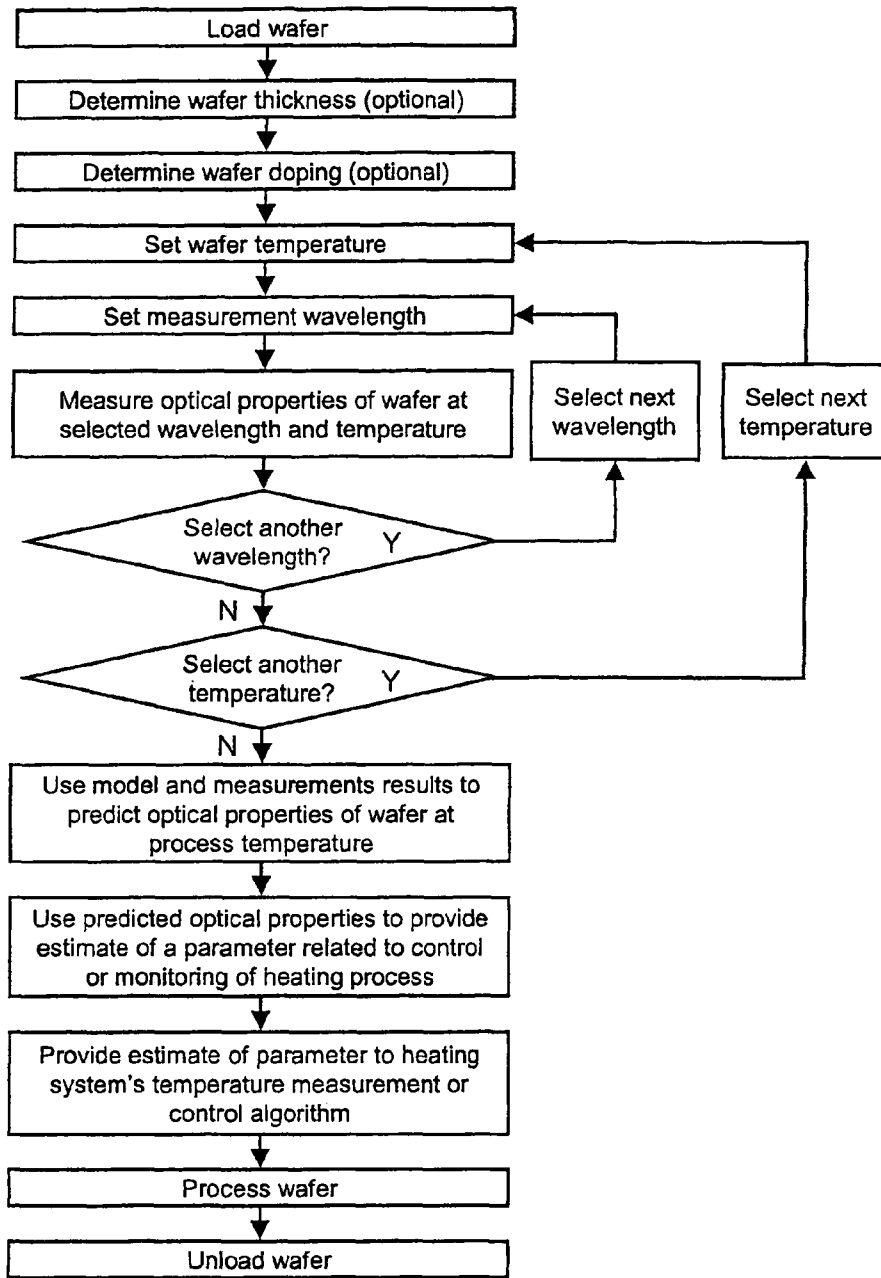 Load wafer
Determine wafer thickness (optional)
Determine wafer doping (optional)
Set wafer temperature
Set measurement wavelength
Measure optical properties of wafer at
selected wavelength and temperature
Select next
wavelength
Select next
temperature
Select another
wavelength?
Y
N
Select another
temperature?
Y
N
Use model and measurements results to
predict optical properties of wafer at
process temperature
Use predicted optical properties to provide
estimate of a parameter related to control
or monitoring of heating process
Provide estimate of parameter to heating
system's temperature measurement or
control algorithm
Process wafer
Unload wafer